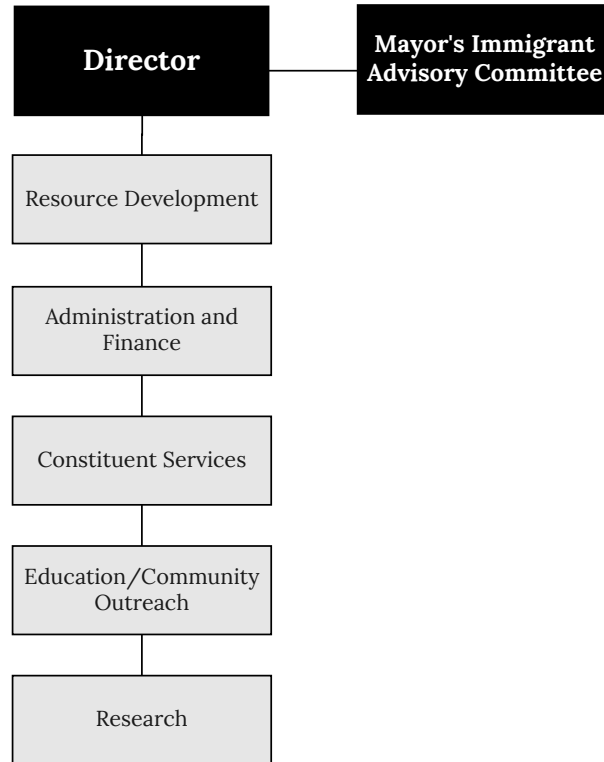 Director
Mayor's Immigrant
Advisory Committee
Resource Development
Administration and
Finance
Constituent Services
Education/Community
Outreach
Research